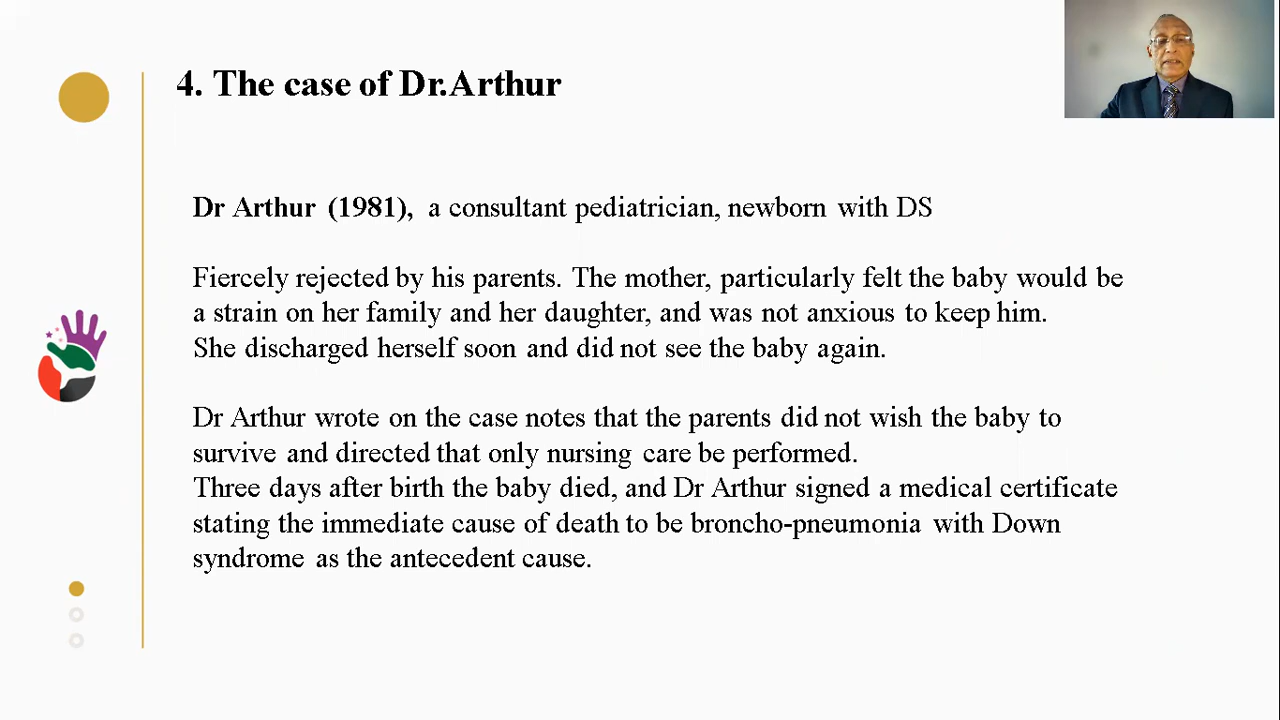 4. The case of Dr.Arthur
Dr Arthur (1981), a consultant pediatrician, newborn with DS
Fiercely rejected by his parents. The mother, particularly felt the baby would be
a strain on her family and her daughter, and was not anxious to keep him.
She discharged herself soon and did not see the baby again.
Dr Arthur wrote on the case notes that the parents did not wish the baby to
survive and directed that only nursing care be performed.
Three days after birth the baby died, and Dr Arthur signed a medical certificate
stating the immediate cause of death to be broncho-pneumonia with Down
syndrome as the antecedent cause.